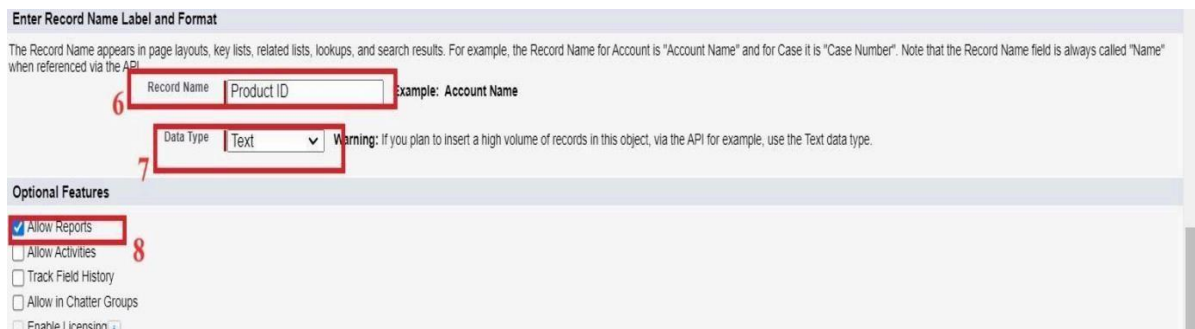 Enter Record Name Label and Format
The Record Name appears in page layouts, key lists, related lists, lookups, and search results. For example, the Record Name for Account is "Account Name" and for Case it is "Case Number". Note that the Record Name field is always called "Name"
when referenced via the API.
6 Record Name Product ID Example: Account Name
7 Data Type Text Warning: If you plan to insert a high volume of records in this object, via the API for example, use the Text data type.
Optional Features
Allow Reports 8
Allow Activities
Track Field History
Allow in Chatter Groups
Enable Licensing i